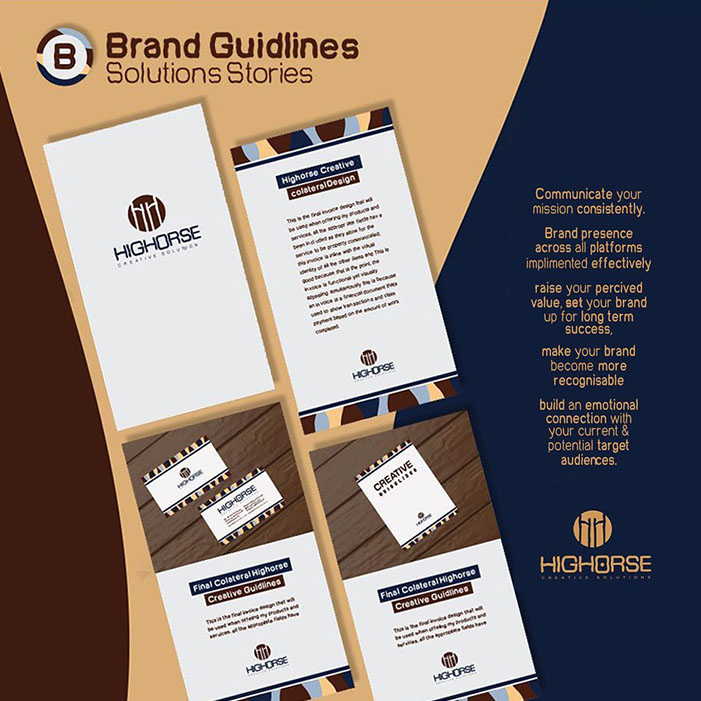 B
Brand Guidlines
Solutions Stories
HIGHORSE
CREATIVE SOLUTION
Highorse Creative
colateralDesign
This is the final invoice design that will
be used when offering my products and
services, all the appropriate fields have a
been included as they allow for the
service to be properly communicated,
this invoice is inline with the visual
identity of all the other items and This is
good because that is the point, the
invoice is functional yet visually
appealing simultaneously this is because
an invoice is a financial document thats
used to show transactions and class
payment based on the amount of work
completed.
HIGHORSE
Communicate your
mission consistently.
Brand presence
across all platforms
implimented effectively
raise your percived
value, set your brand
up for long term
success,
make your brand
become more
recognisable
build an emotional
connection with
your current &
potential target
audiences.
HIGHORSE
CREATIVE SOLUTIONS
HIGHORSE
HIGHORSE
Final Colateral Highorse
Creative Guidlines
This is the final invoice design that will
be used when offering my products and
services, all the appropriate fields have
HIGHORSE
CREATIVE
GUIDELINES
HIGHORSE
Final Colateral Highorse
Creative Guidlines
This is the final invoice design that will
be used when offering my products and
services, all the appropriate fields have
HIGHORSE